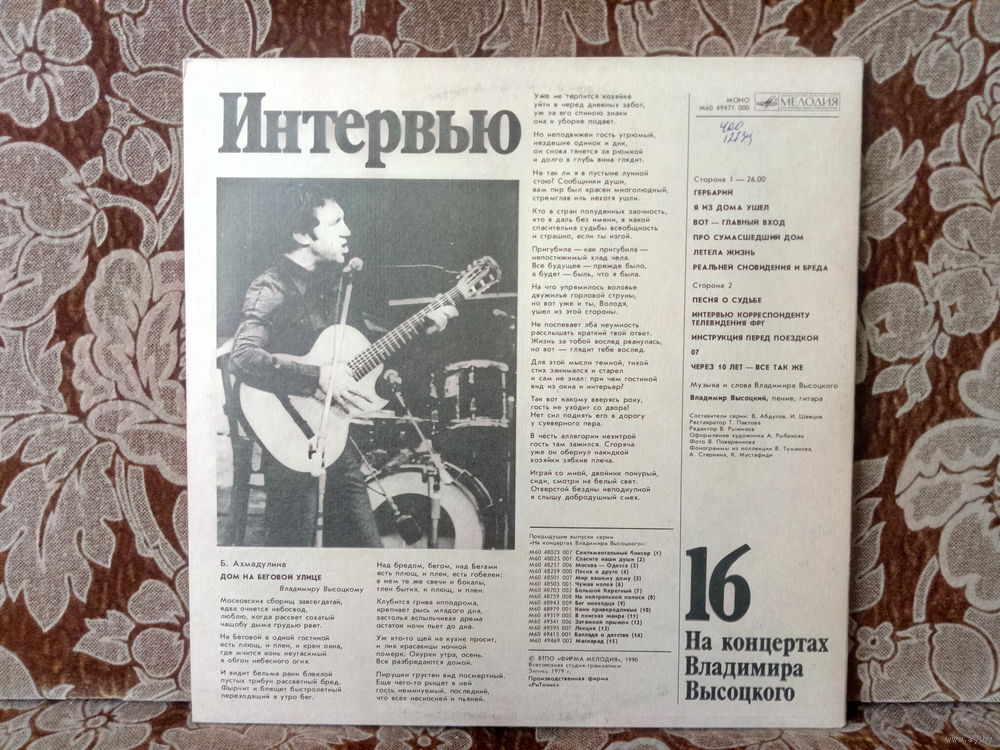 Интервью
Б. Ахмадулина
ДОМ НА БЕГОВОЙ УЛИЦЕ
Владимиру Высоцкому
Московских сборищ завсегдатай,
едва очнется небосвод,
люблю, когда рассвет сохатый
чащобу дыма грудью рвет.
На Беговой в одной гостиной
есть плющ, и плен, и крен окна,
где мчится конь неугасимый
в обгон небесного огня.
И видит бельма рани блеклой
пустых трибун рассветный бред.
Фырчит и блещет быстролетный
переходящий в утро бег.
Над бредом, бегом, над Бегами
есть плющ, и плен, есть гобелен:
в нем те же свечи и бокалы,
тлен бытия, и плющ, и плен.
Клубится грива ипподрома,
крепчает рысь младого дня,
застолья вспыльчивая дрема
остаток ночи пьет до дна.
Уж кто-то щей на кухне просит,
и лик красавицы ночной
померк. Окурки утра, осень.
Все разбредаются домой.
Пирушки грустен вид посмертный.
Еще чего-то рыщет в ней
гость неминуемый, последний,
что всех несносней и пьяней.
Уже не терпится хозяйке
уйти в черед дневных забот,
уж за его спиною знаки
она к уборке подает.
Но неподвижен гость угрюмый,
нездешне одинок и дик,
он снова тянется за рюмкой
и долго в глубь вина глядит.
Не так ли я в пустыне лунной
стою? Сообщники души,
вам пир был красен многолюдный,
стремглав иль нехотя ушли.
Кто в стран полуденных заочность,
кто в даль без имени, в какой
спасительна судьбы всеобщность
и страшно, если ты изгой.
Пригубила — как пригубила —
непостижимый хлад чела.
Все будущее — прежде было,
а будет — быль, что я была.
На что упрямилось воловье
двужилье горловой струны,
но вот уже и ты, Володя,
ушел из этой стороны.
Не поспевает лба неумность
расслышать краткий твой ответ.
Жизнь за тобой вослед рванулась,
но вот — глядит тебе вослед.
Для этой мысли темной, тихой
стих занимался и старел
и сам не знал: при чем гостиной
вид из окна и интерьер?
Так вот какому вверясь року,
гость не уходит со двора!
Нет сил поднять его в дорогу
у суеверного пера.
В честь аллегории нехитрой
гость там зажился. Сгоряча
уже он обернул накидкой
хозяйки зябкие плеча.
Играй со мной, двойник понурый,
сиди, смотри на белый свет.
Отверстой бездны неподкупной
я слышу добродушный смех.
Предыдущие выпуски серии
«На концертах Владимира Высоцкого»:
М60 48023 007 Сентиментальный боксер (1)
М60 48025 001 Спасите наши души (2)
М60 48257 006 Москва — Одесса (3)
М60 48259 000 Песня о друге (4)
М60 48501 007 Мир вашему дому (5)
М60 48503 001 Чужая колея (6)
М60 48703 002 Большой Каретный (7)
М60 48759 008 На нейтральной полосе (8)
М60 48943 009 Бег иноходца (9)
М60 48979 001 Кони привередливые (10)
М60 49319 005 В поисках жанра (11)
М60 49341 006 Затяжной прыжок (12)
М60 49395 007 Лекция (13)
М60 49415 001 Баллада о детстве (14)
М60 49469 002 Маскарад (15)
© ВТПО «ФИРМА МЕЛОДИЯ», 1990
Всесоюзная студия грамзаписи
Запись 1979 г.
Производственная фирма
«РиТонис»
МОНО
М60 49471 000
МЕЛОДИЯ
Сторона 1 — 26.00
ГЕРБАРИЙ
Я ИЗ ДОМА УШЕЛ
ВОТ — ГЛАВНЫЙ ВХОД
ПРО СУМАСШЕДШИЙ ДОМ
ЛЕТЕЛА ЖИЗНЬ
РЕАЛЬНЕЙ СНОВИДЕНИЯ И БРЕДА
Сторона 2
ПЕСНЯ О СУДЬБЕ
ИНТЕРВЬЮ КОРРЕСПОНДЕНТУ
ТЕЛЕВИДЕНИЯ ФРГ
ИНСТРУКЦИЯ ПЕРЕД ПОЕЗДКОЙ
07
ЧЕРЕЗ 10 ЛЕТ — ВСЕ ТАК ЖЕ
Музыка и слова Владимира Высоцкого
Владимир Высоцкий, пение, гитара
Составители серии: В. Абдулов, И. Шевцов
Реставратор Т. Павлова
Редактор В. Рыжиков
Оформление художника А. Рыбакова
Фото В. Поверенного
Фонограммы из коллекции В. Туманова,
А. Стернина, К. Мустафиди
16
На концертах
Владимира
Высоцкого